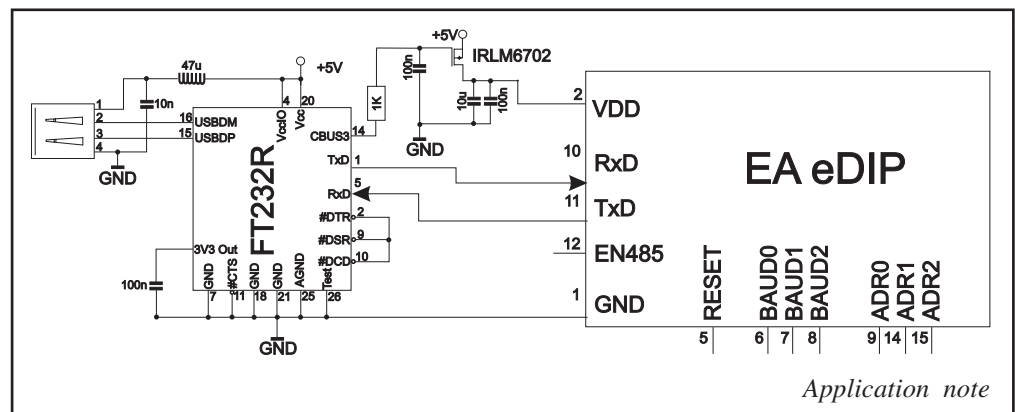 +5V
IRLM6702
47u
+5V
100n
10n
1K
10u
100n
1
2
3
4
GND
16 USBDM
15 USBDP
4
20
VccIO
Vcc
CBUS3 14
GND
TxD 1
RxD 5
#DTR 2
#DSR 9
#DCD 10
FT232R
3V3 Out
100n
GND
#CTS
GND
GND
AGND
Test
7
11
18
21
25
26
GND
2 VDD
10 RxD
11 TxD
12 EN485
1 GND
EA eDIP
RESET
BAUD0
BAUD1
BAUD2
ADR0
ADR1
ADR2
5
6
7
8
9
14
15
Application note